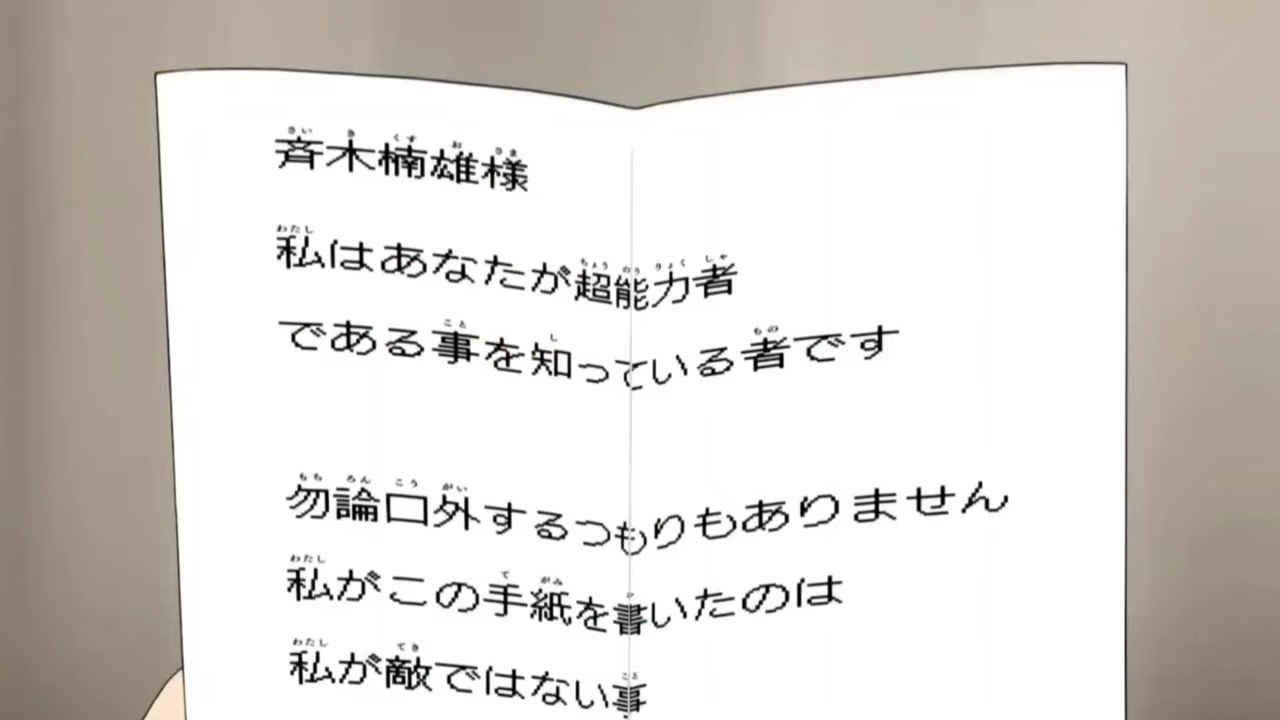 斉木楠雄様
私はあなたが超能力者
である事を知っている者です
勿論口外するつもりもありません
私がこの手紙を書いたのは
私が敵ではない事